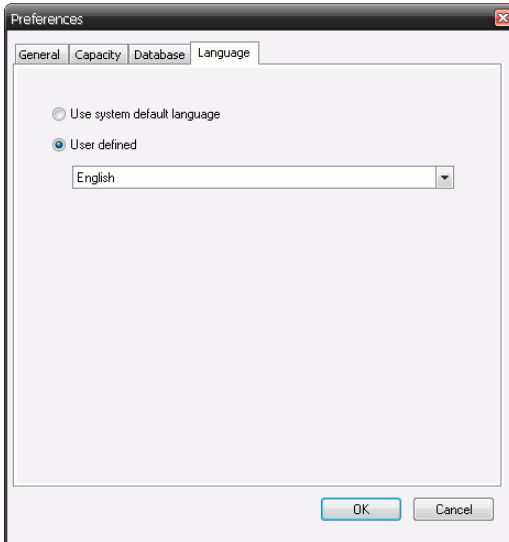 Preferences
General Capacity Database Language
Use system default language
User defined
English
OK Cancel